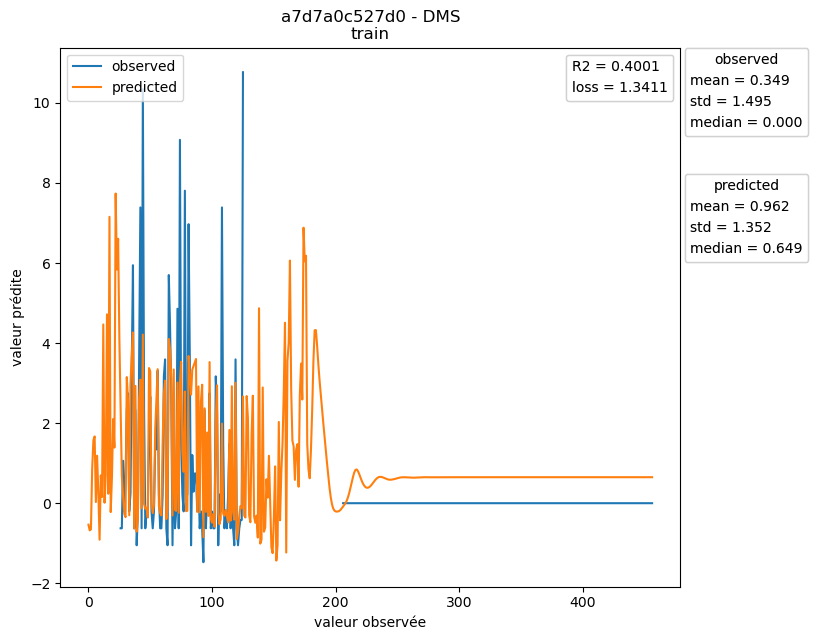 a7d7a0c527d0 - DMS
train
observed
predicted
R2 = 0.4001
loss = 1.3411
observed
mean = 0.349
std = 1.495
median = 0.000
predicted
mean = 0.962
std = 1.352
median = 0.649
valeur prédite
10
8
6
4
2
0
−2
0
100
200
300
400
valeur observée